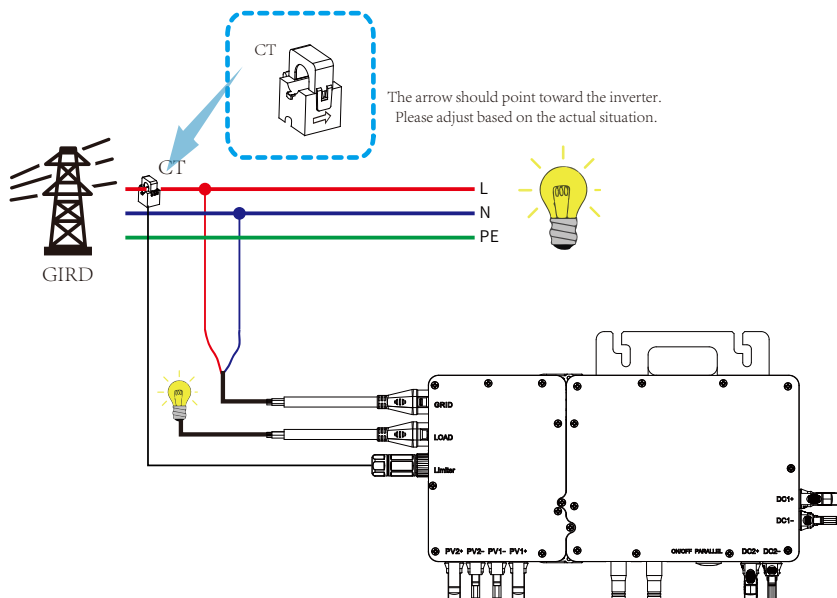 CT
The arrow should point toward the inverter.
Please adjust based on the actual situation.
CT
L
N
PE
GIRD
GRID
LOAD
Limiter
DC1+
DC1-
PV2+ PV2- PV1- PV1+
ON/OFF PARALLEL DC2+ DC2-